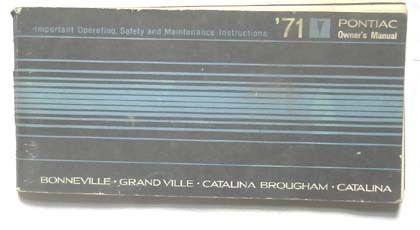 Important Operating, Safety and Maintenance Instructions '71 PONTIAC
Owner's Manual
BONNEVILLE • GRAND VILLE • CATALINA BROUGHAM • CATALINA